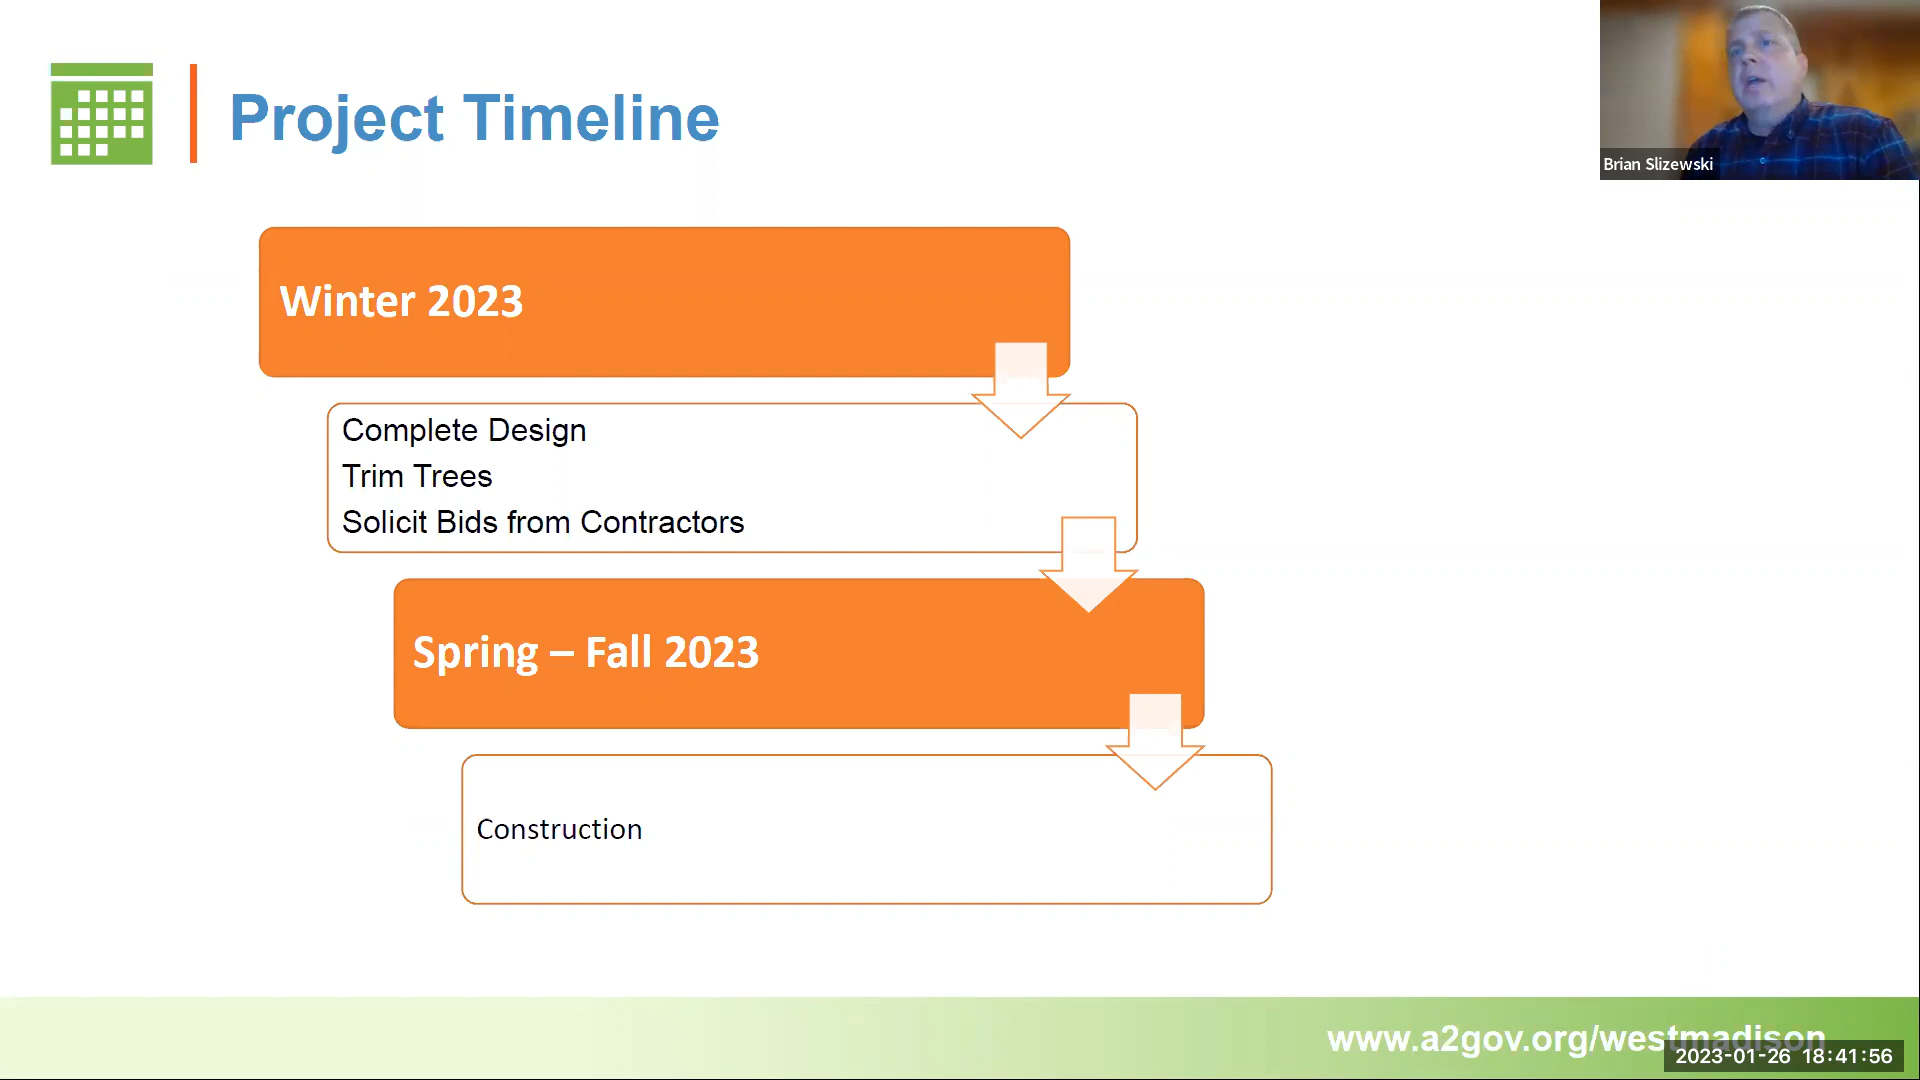 Project Timeline
Brian Slizewski
Winter 2023
Complete Design
Trim Trees
Solicit Bids from Contractors
Spring – Fall 2023
Construction
www.a2gov.org/westmadison
2023-01-26 18:41:56